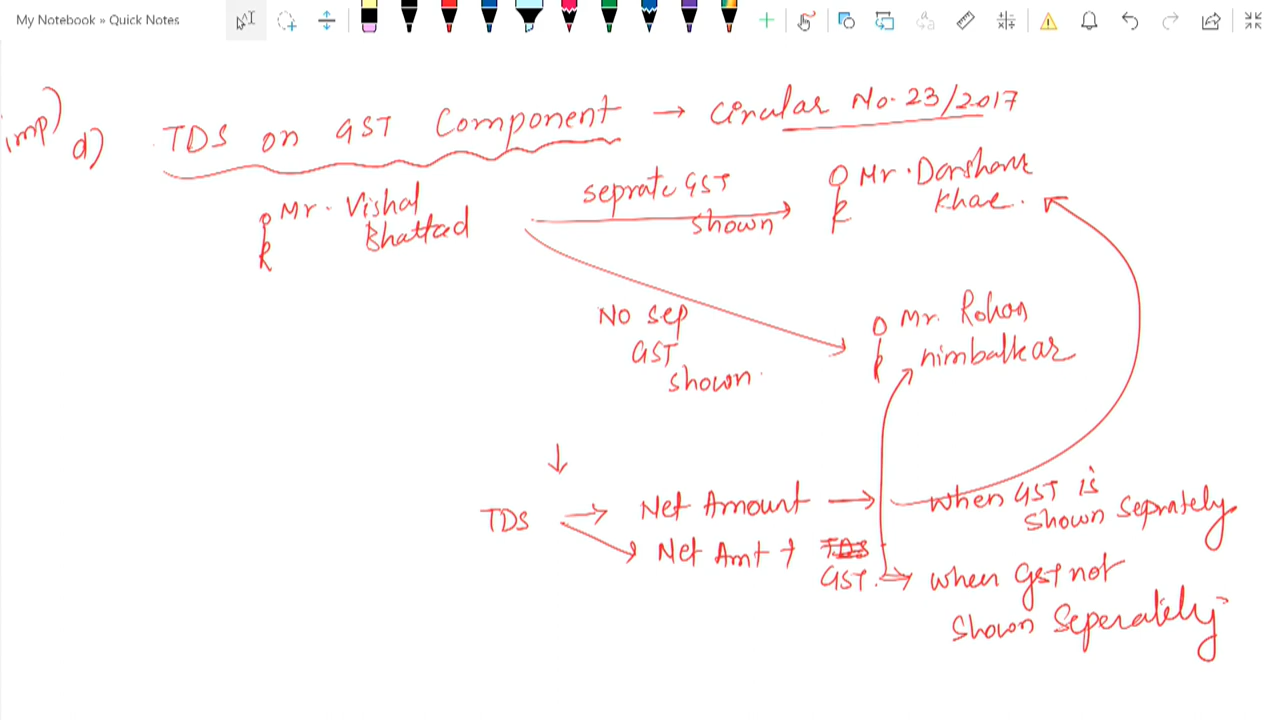 My Notebook » Quick Notes
imp)
d) TDS on GST Component → Circular No. 23/2017
Mr. Vishal
Bhattad
seprate GST
shown
Mr. Darshan
Khare.
No sep
GST
shown.
Mr. Rohan
nimbalkar
TDS → Net Amount → when GST is
shown seprately
→ Net Amt + TDS
GST. → when gst not
shown seperately